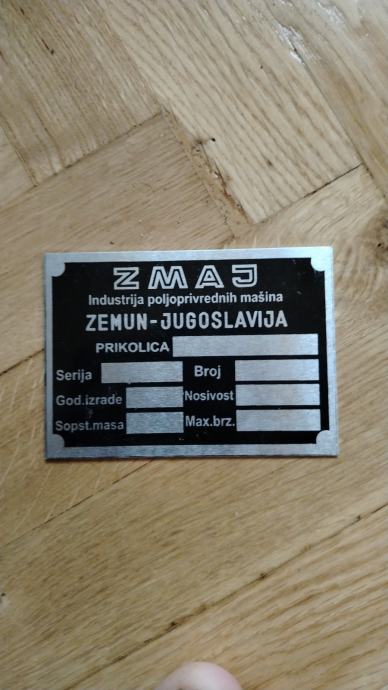 ZMAJ
Industrija poljoprivrednih mašina
ZEMUN-JUGOSLAVIJA
PRIKOLICA
Serija Broj
God.izrade Nosivost
Sopst.masa Max.brz.